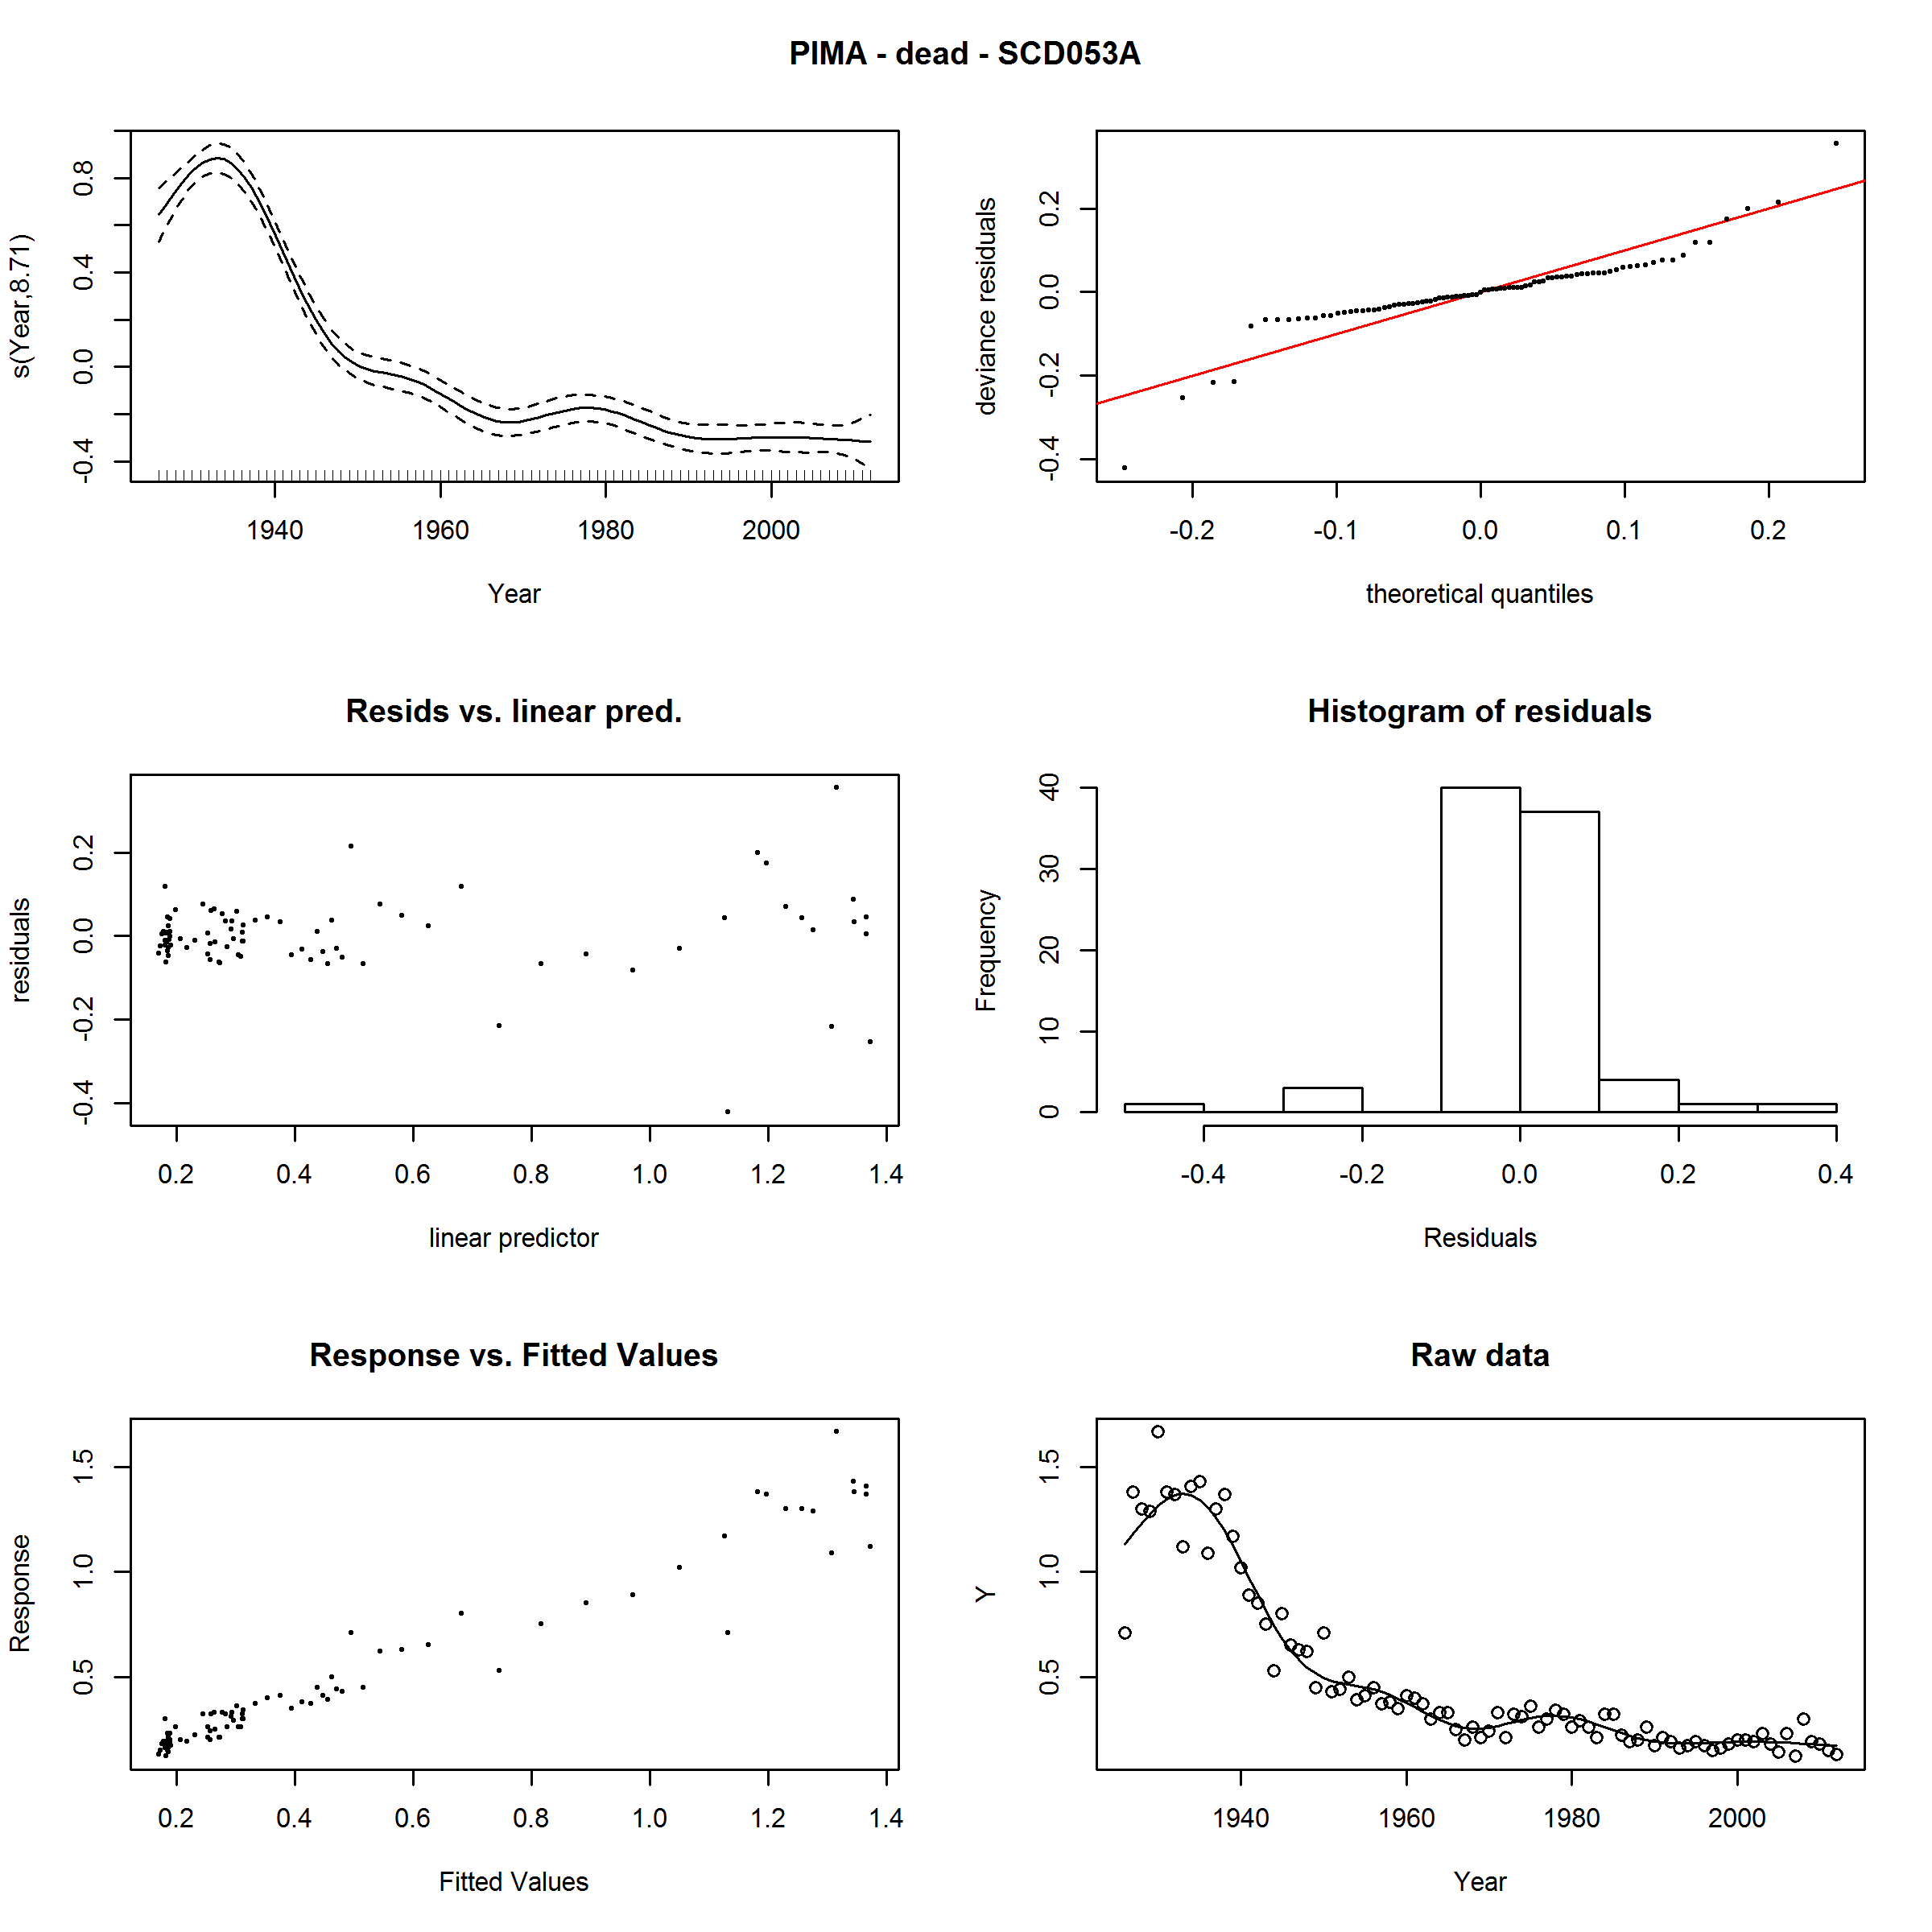 PIMA - dead - SCD053A
s(Year,8.71)
-0.4 0.0 0.4 0.8
1940 1960 1980 2000
Year
deviance residuals
-0.4 -0.2 0.0 0.2
-0.2 -0.1 0.0 0.1 0.2
theoretical quantiles
Resids vs. linear pred.
residuals
-0.4 -0.2 0.0 0.2
0.2 0.4 0.6 0.8 1.0 1.2 1.4
linear predictor
Histogram of residuals
Frequency
0 10 20 30 40
-0.4 -0.2 0.0 0.2 0.4
Residuals
Response vs. Fitted Values
Response
0.5 1.0 1.5
0.2 0.4 0.6 0.8 1.0 1.2 1.4
Fitted Values
Raw data
Y
0.5 1.0 1.5
1940 1960 1980 2000
Year